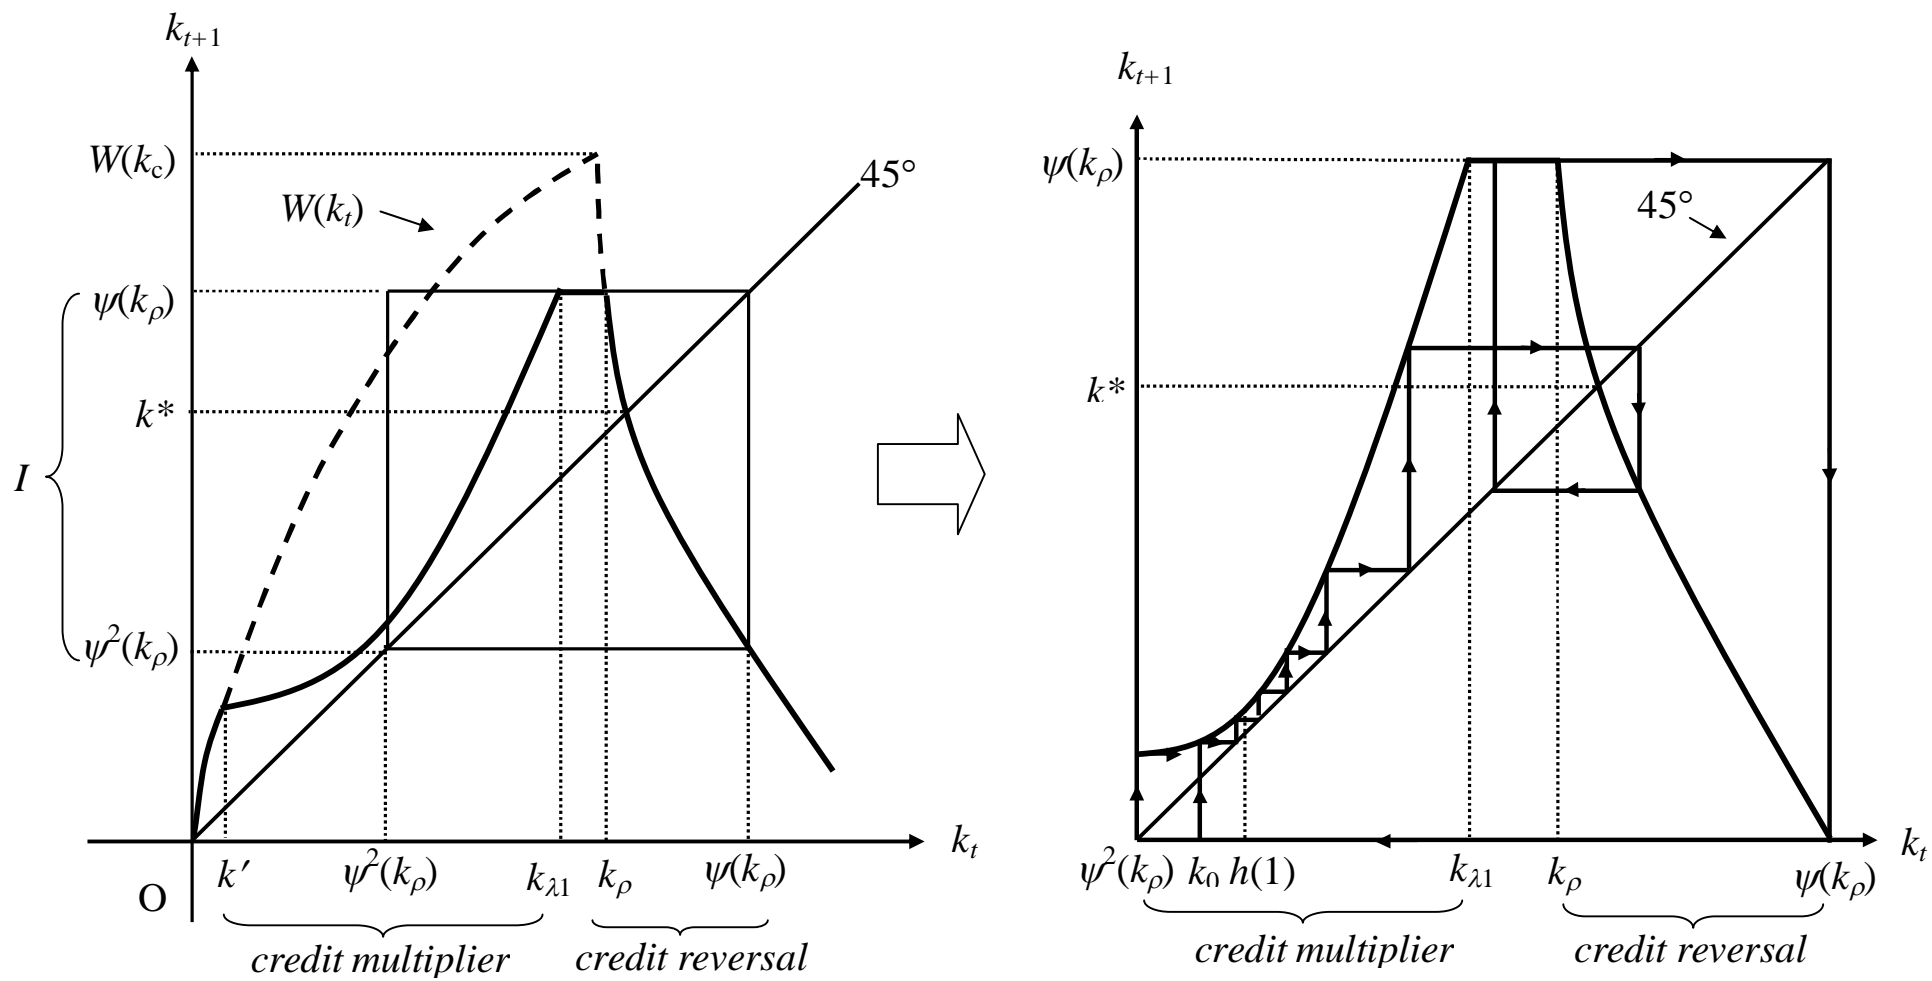 k_{t+1}
W(k_c)
W(k_t)
45°
ψ(k_ρ)
k*
I
ψ²(k_ρ)
O
k′
ψ²(k_ρ)
k_{λ1}
k_ρ
ψ(k_ρ)
k_t
credit multiplier
credit reversal
k_{t+1}
ψ(k_ρ)
45°
k*
ψ²(k_ρ)
k_0
h(1)
k_{λ1}
k_ρ
ψ(k_ρ)
k_t
credit multiplier
credit reversal